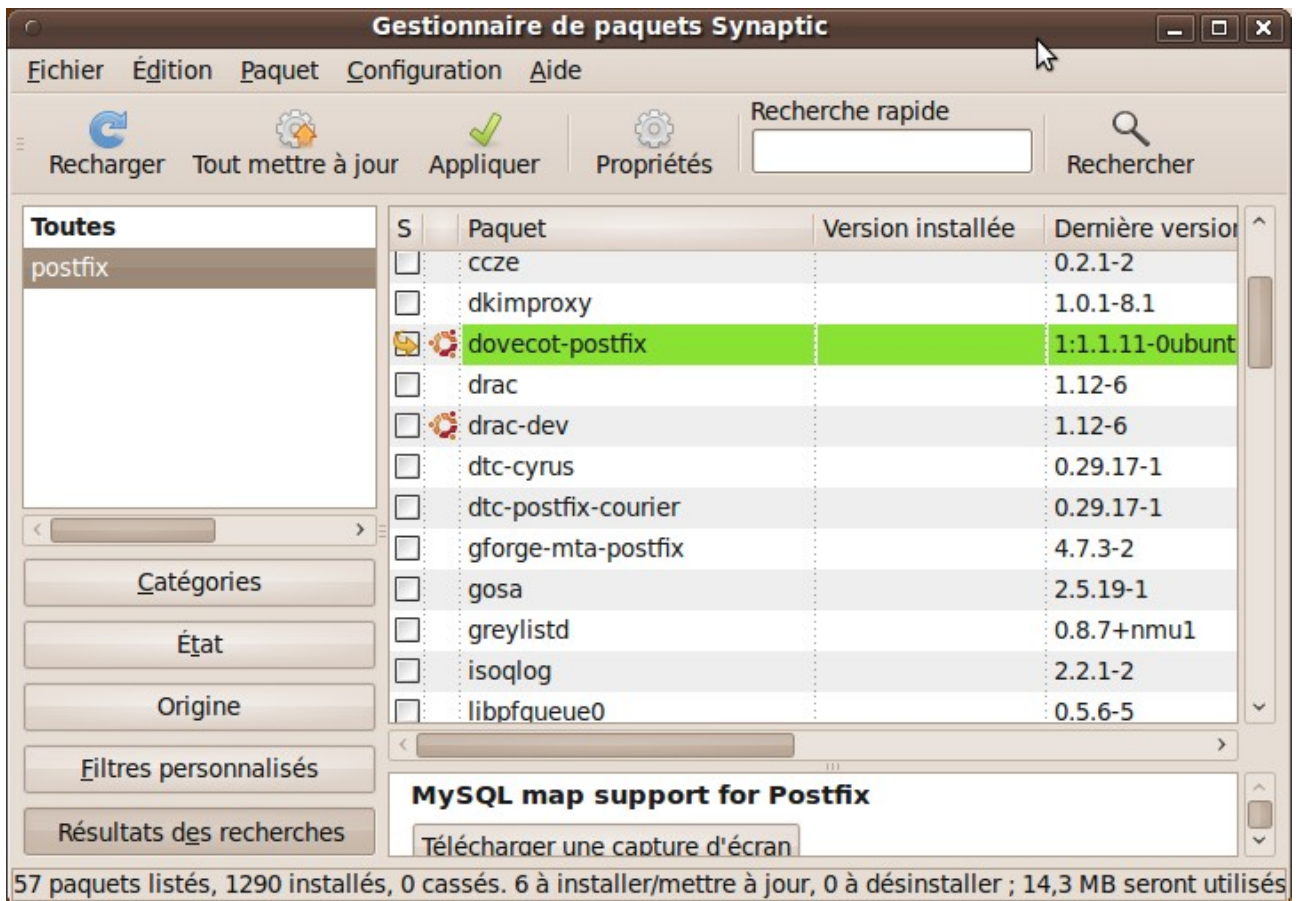 Gestionnaire de paquets Synaptic
Fichier Édition Paquet Configuration Aide
Recharger Tout mettre à jour Appliquer Propriétés Recherche rapide Rechercher
Toutes
postfix
Catégories
État
Origine
Filtres personnalisés
Résultats des recherches
S Paquet Version installée Dernière version
ccze 0.2.1-2
dkimproxy 1.0.1-8.1
dovecot-postfix 1:1.1.11-0ubunt
drac 1.12-6
drac-dev 1.12-6
dtc-cyrus 0.29.17-1
dtc-postfix-courier 0.29.17-1
gforge-mta-postfix 4.7.3-2
gosa 2.5.19-1
greylistd 0.8.7+nmu1
isoqlog 2.2.1-2
libpfqueue0 0.5.6-5
MySQL map support for Postfix
Télécharger une capture d'écran
57 paquets listés, 1290 installés, 0 cassés. 6 à installer/mettre à jour, 0 à désinstaller ; 14,3 MB seront utilisés